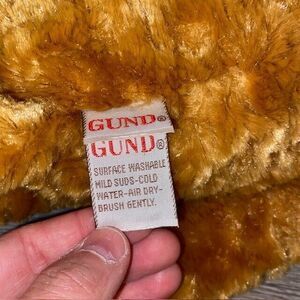 GUND®
GUND®
SURFACE WASHABLE
MILD SUDS-COLD
WATER-AIR DRY-
BRUSH GENTLY.